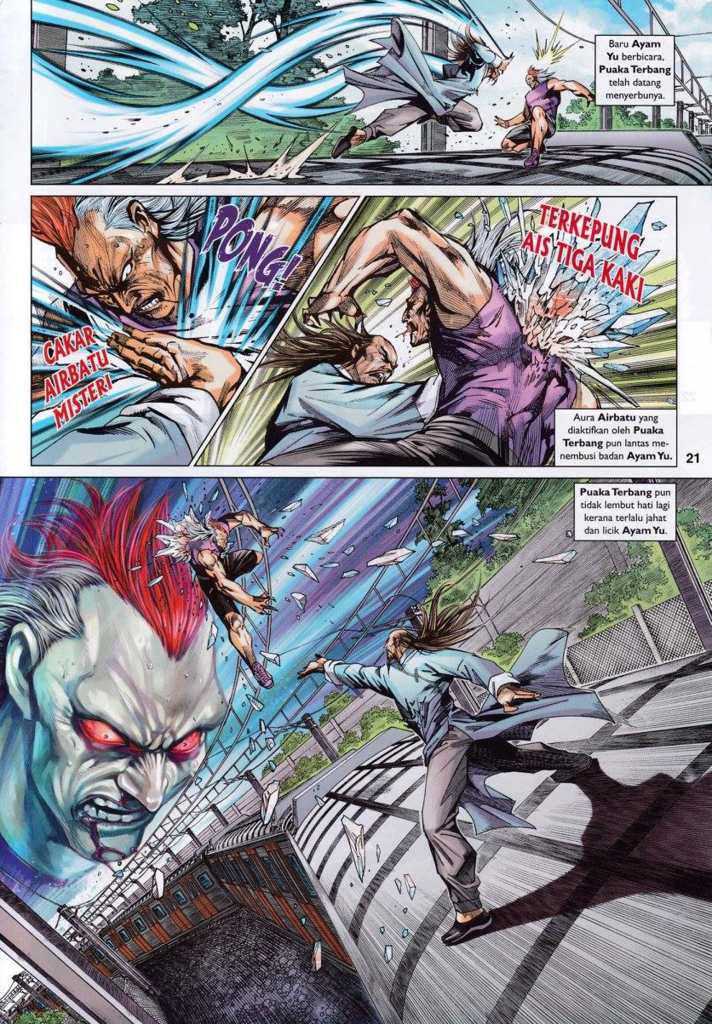 Baru Ayam
Yu berbicara,
Puaka Terbang
telah datang
menyerbunya.
PONG!
CAKAR
AIRBATU
MISTERI
TERKEPUNG
AIS TIGA KAKI
Aura Airbatu yang
diaktifkan oleh Puaka
Terbang pun lantas me-
nembusi badan Ayam Yu.
21
Puaka Terbang pun
tidak lembut hati lagi
kerana terlalu jahat
dan licik Ayam Yu.